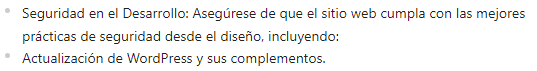 Seguridad en el Desarrollo: Asegúrese de que el sitio web cumpla con las mejores
prácticas de seguridad desde el diseño, incluyendo:
Actualización de WordPress y sus complementos.